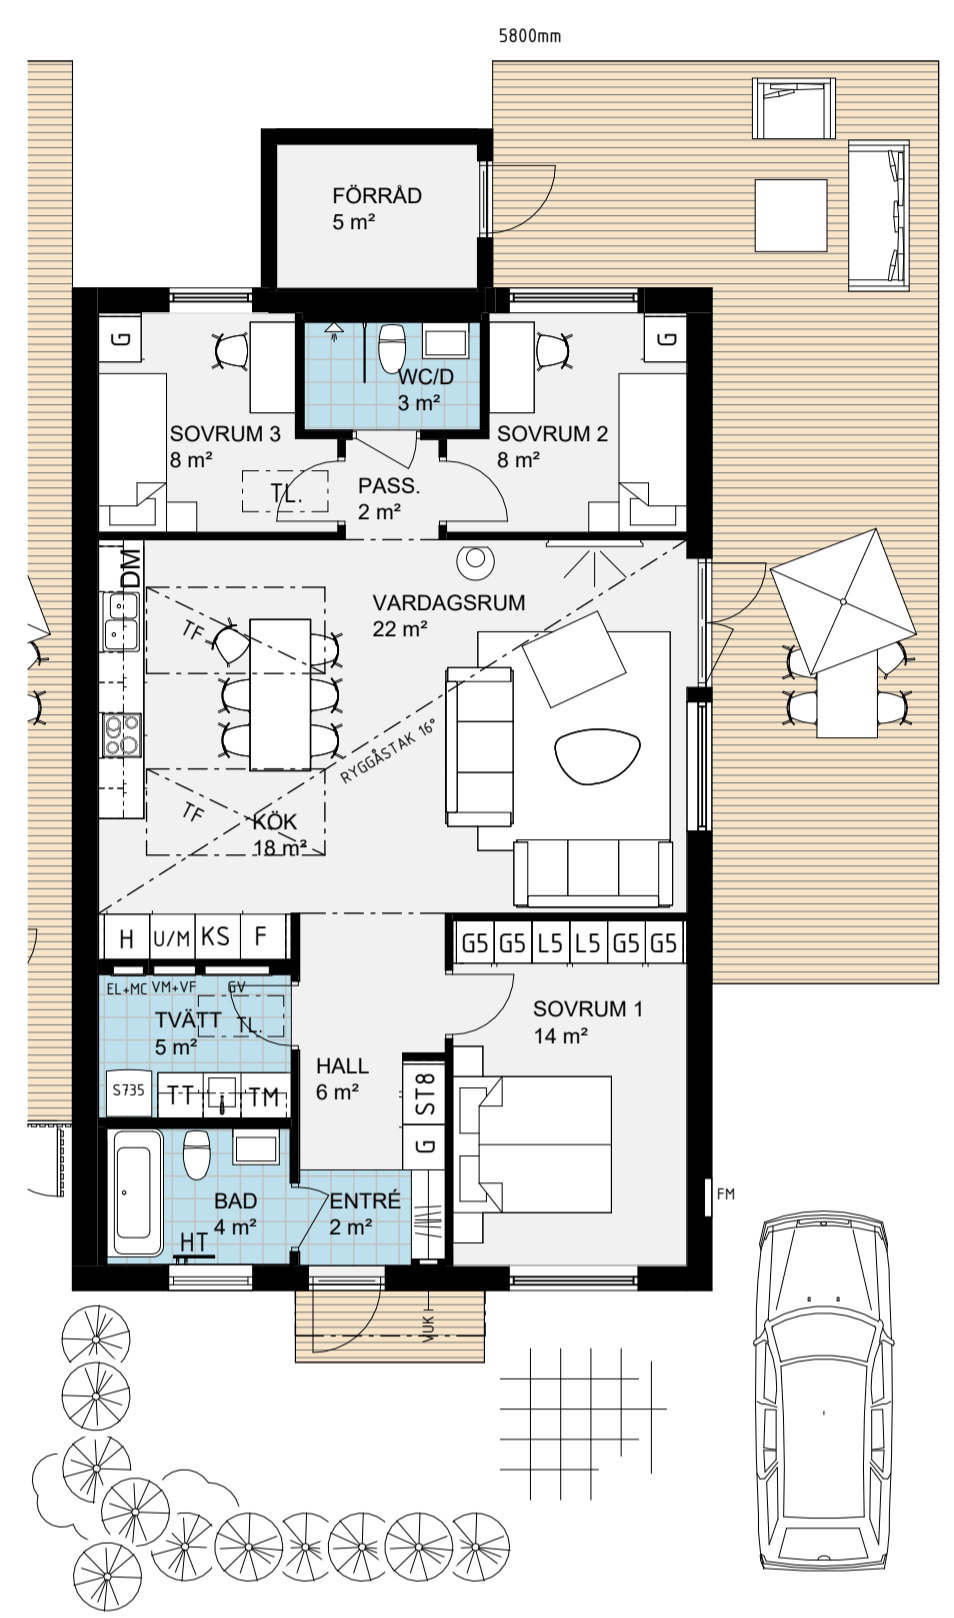 5800mm
FÖRRÅD
5 m²
G
G
WC/D
3 m²
SOVRUM 3
8 m²
SOVRUM 2
8 m²
TL.
PASS.
2 m²
DM
VARDAGSRUM
22 m²
TF
RYGGÅSTAK 16°
TF
KÖK
18 m²
H
U/M
KS
F
G5
G5
L5
L5
G5
G5
EL+MC
VM+VF
GV
TVÄTT
5 m²
TL.
SOVRUM 1
14 m²
HALL
6 m²
S735
TT
TM
ST8
G
BAD
4 m²
ENTRÉ
2 m²
HT
FM
VUK